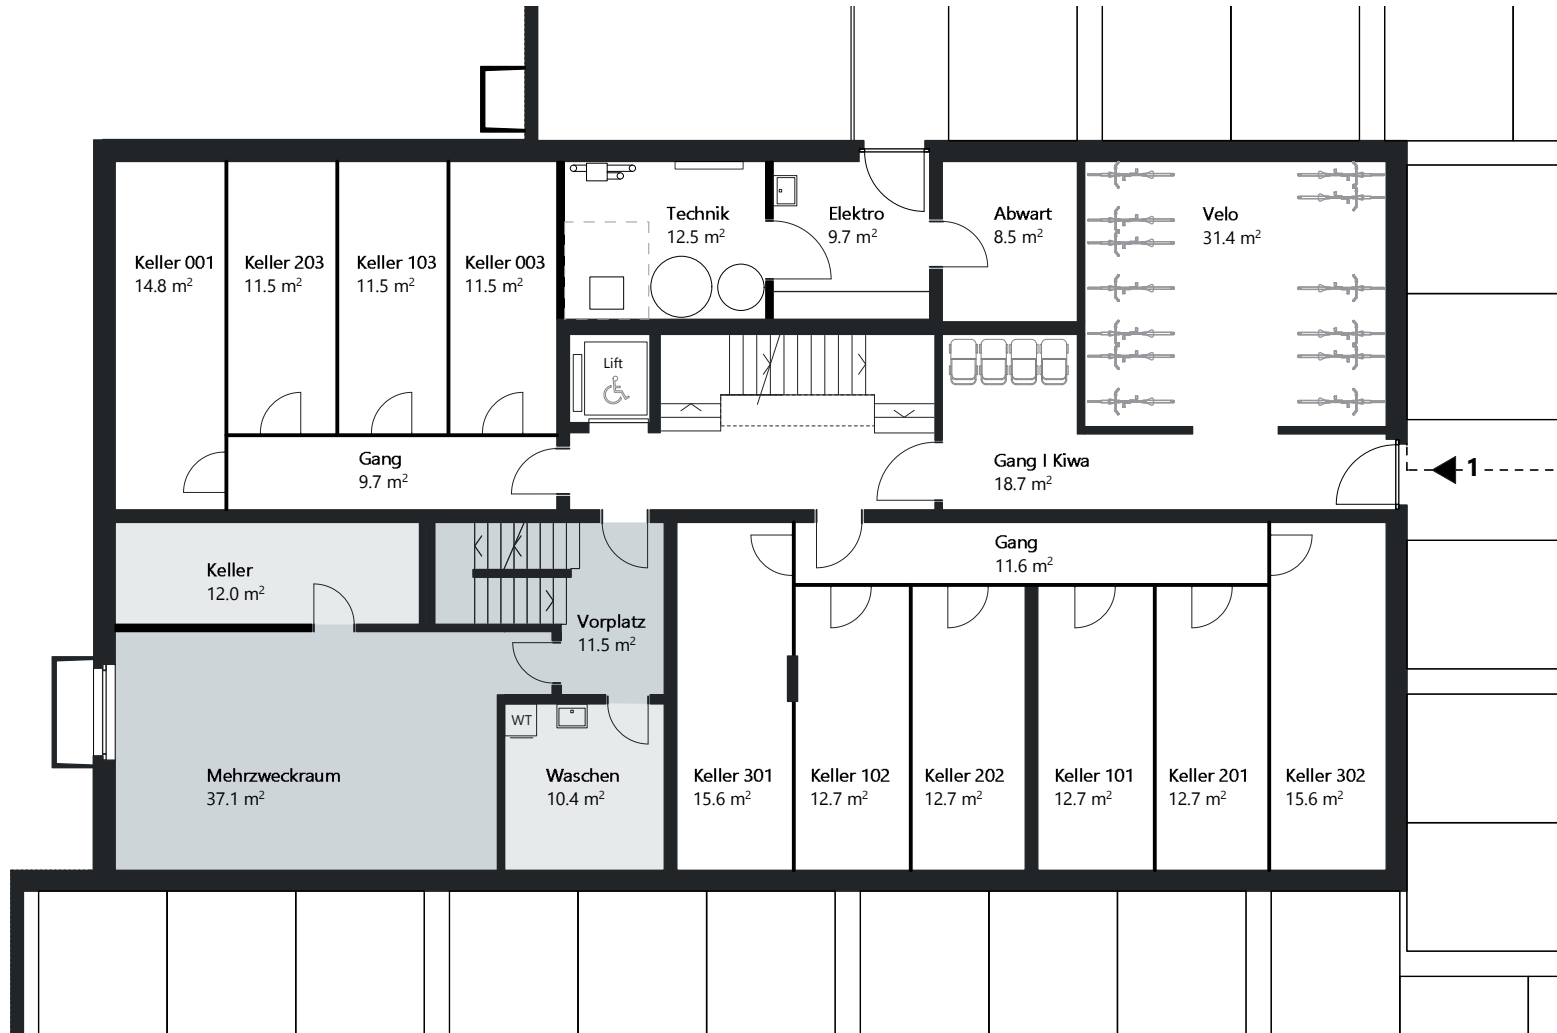 Technik
12.5 m²
Elektro
9.7 m²
Abwart
8.5 m²
Velo
31.4 m²
Keller 001
14.8 m²
Keller 203
11.5 m²
Keller 103
11.5 m²
Keller 003
11.5 m²
Lift
Gang
9.7 m²
Gang I Kiwa
18.7 m²
1
Keller
12.0 m²
Vorplatz
11.5 m²
Gang
11.6 m²
WT
Mehrzweckraum
37.1 m²
Waschen
10.4 m²
Keller 301
15.6 m²
Keller 102
12.7 m²
Keller 202
12.7 m²
Keller 101
12.7 m²
Keller 201
12.7 m²
Keller 302
15.6 m²